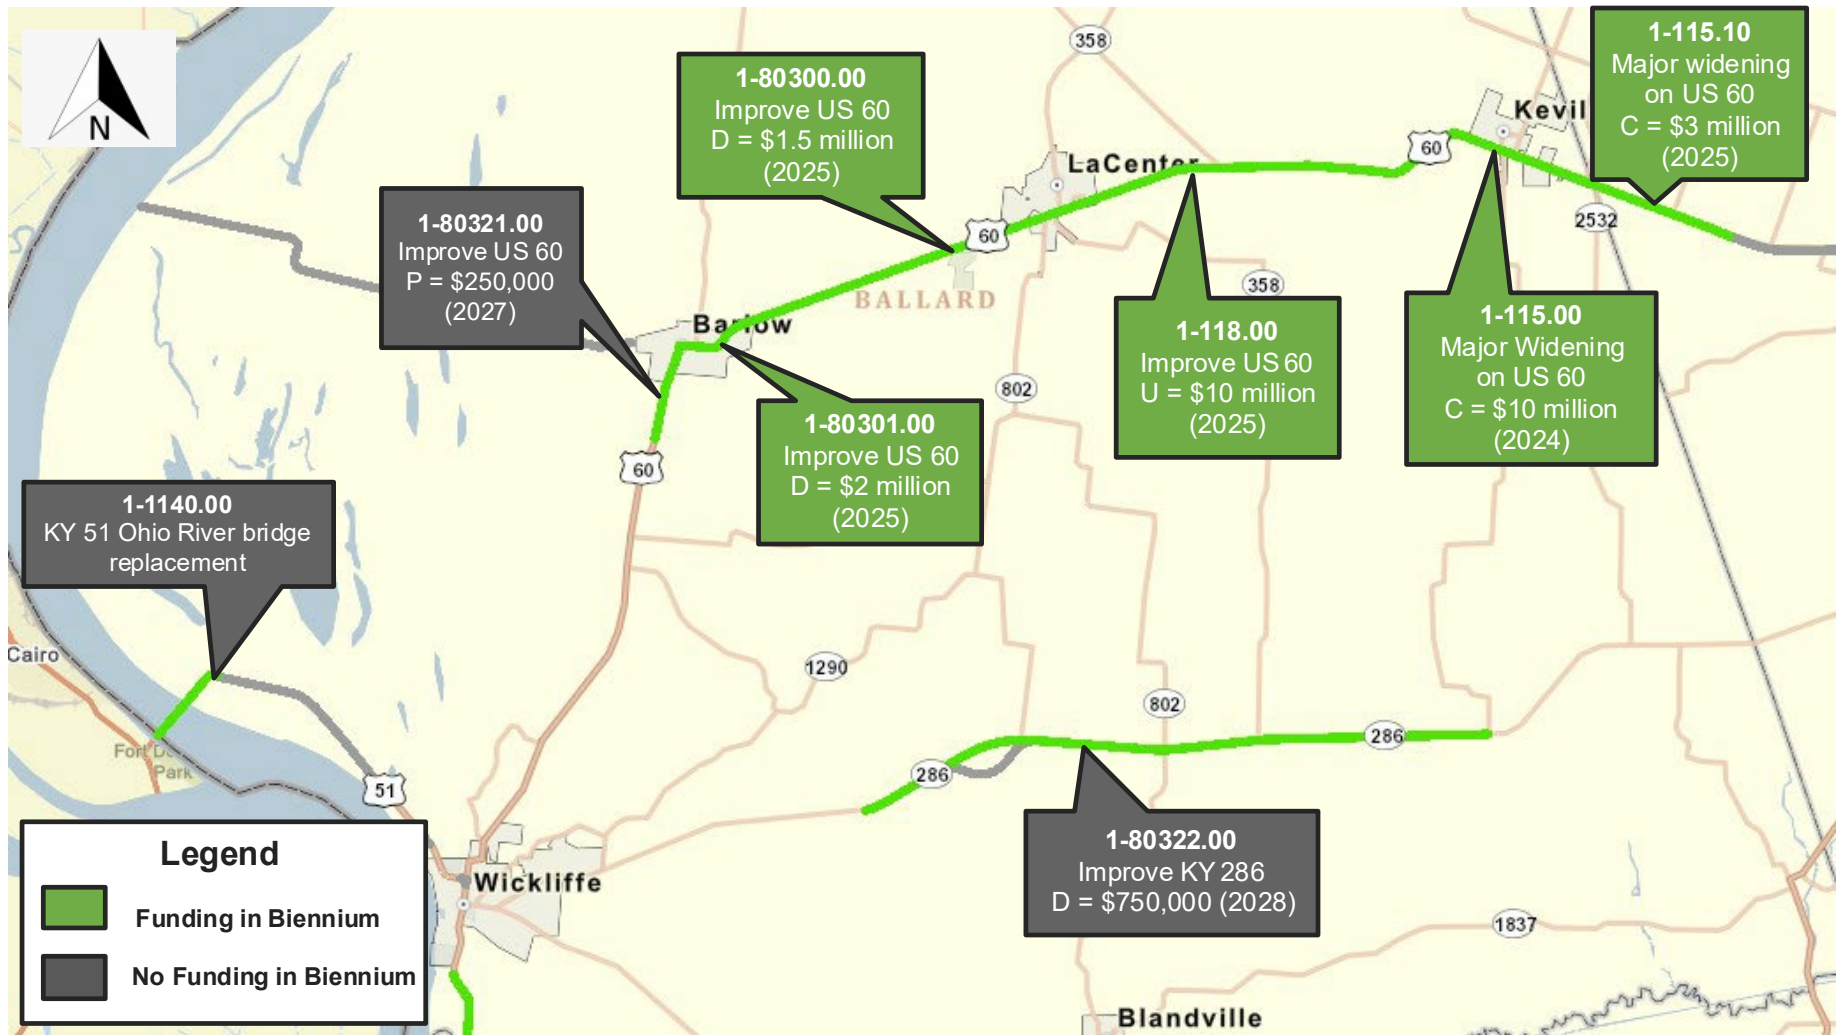 N
1-80300.00
Improve US 60
D = $1.5 million
(2025)
358
1-115.10
Major widening
on US 60
C = $3 million
(2025)
Kevil
60
LaCenter
2532
1-80321.00
Improve US 60
P = $250,000
(2027)
60
358
BALLARD
Barlow
1-80301.00
Improve US 60
D = $2 million
(2025)
802
1-118.00
Improve US 60
U = $10 million
(2025)
1-115.00
Major Widening
on US 60
C = $10 million
(2024)
60
1-1140.00
KY 51 Ohio River bridge
replacement
Cairo
1290
802
286
286
Fort De
Park
51
1-80322.00
Improve KY 286
D = $750,000 (2028)
Legend
Funding in Biennium
No Funding in Biennium
Wickliffe
1837
Blandville